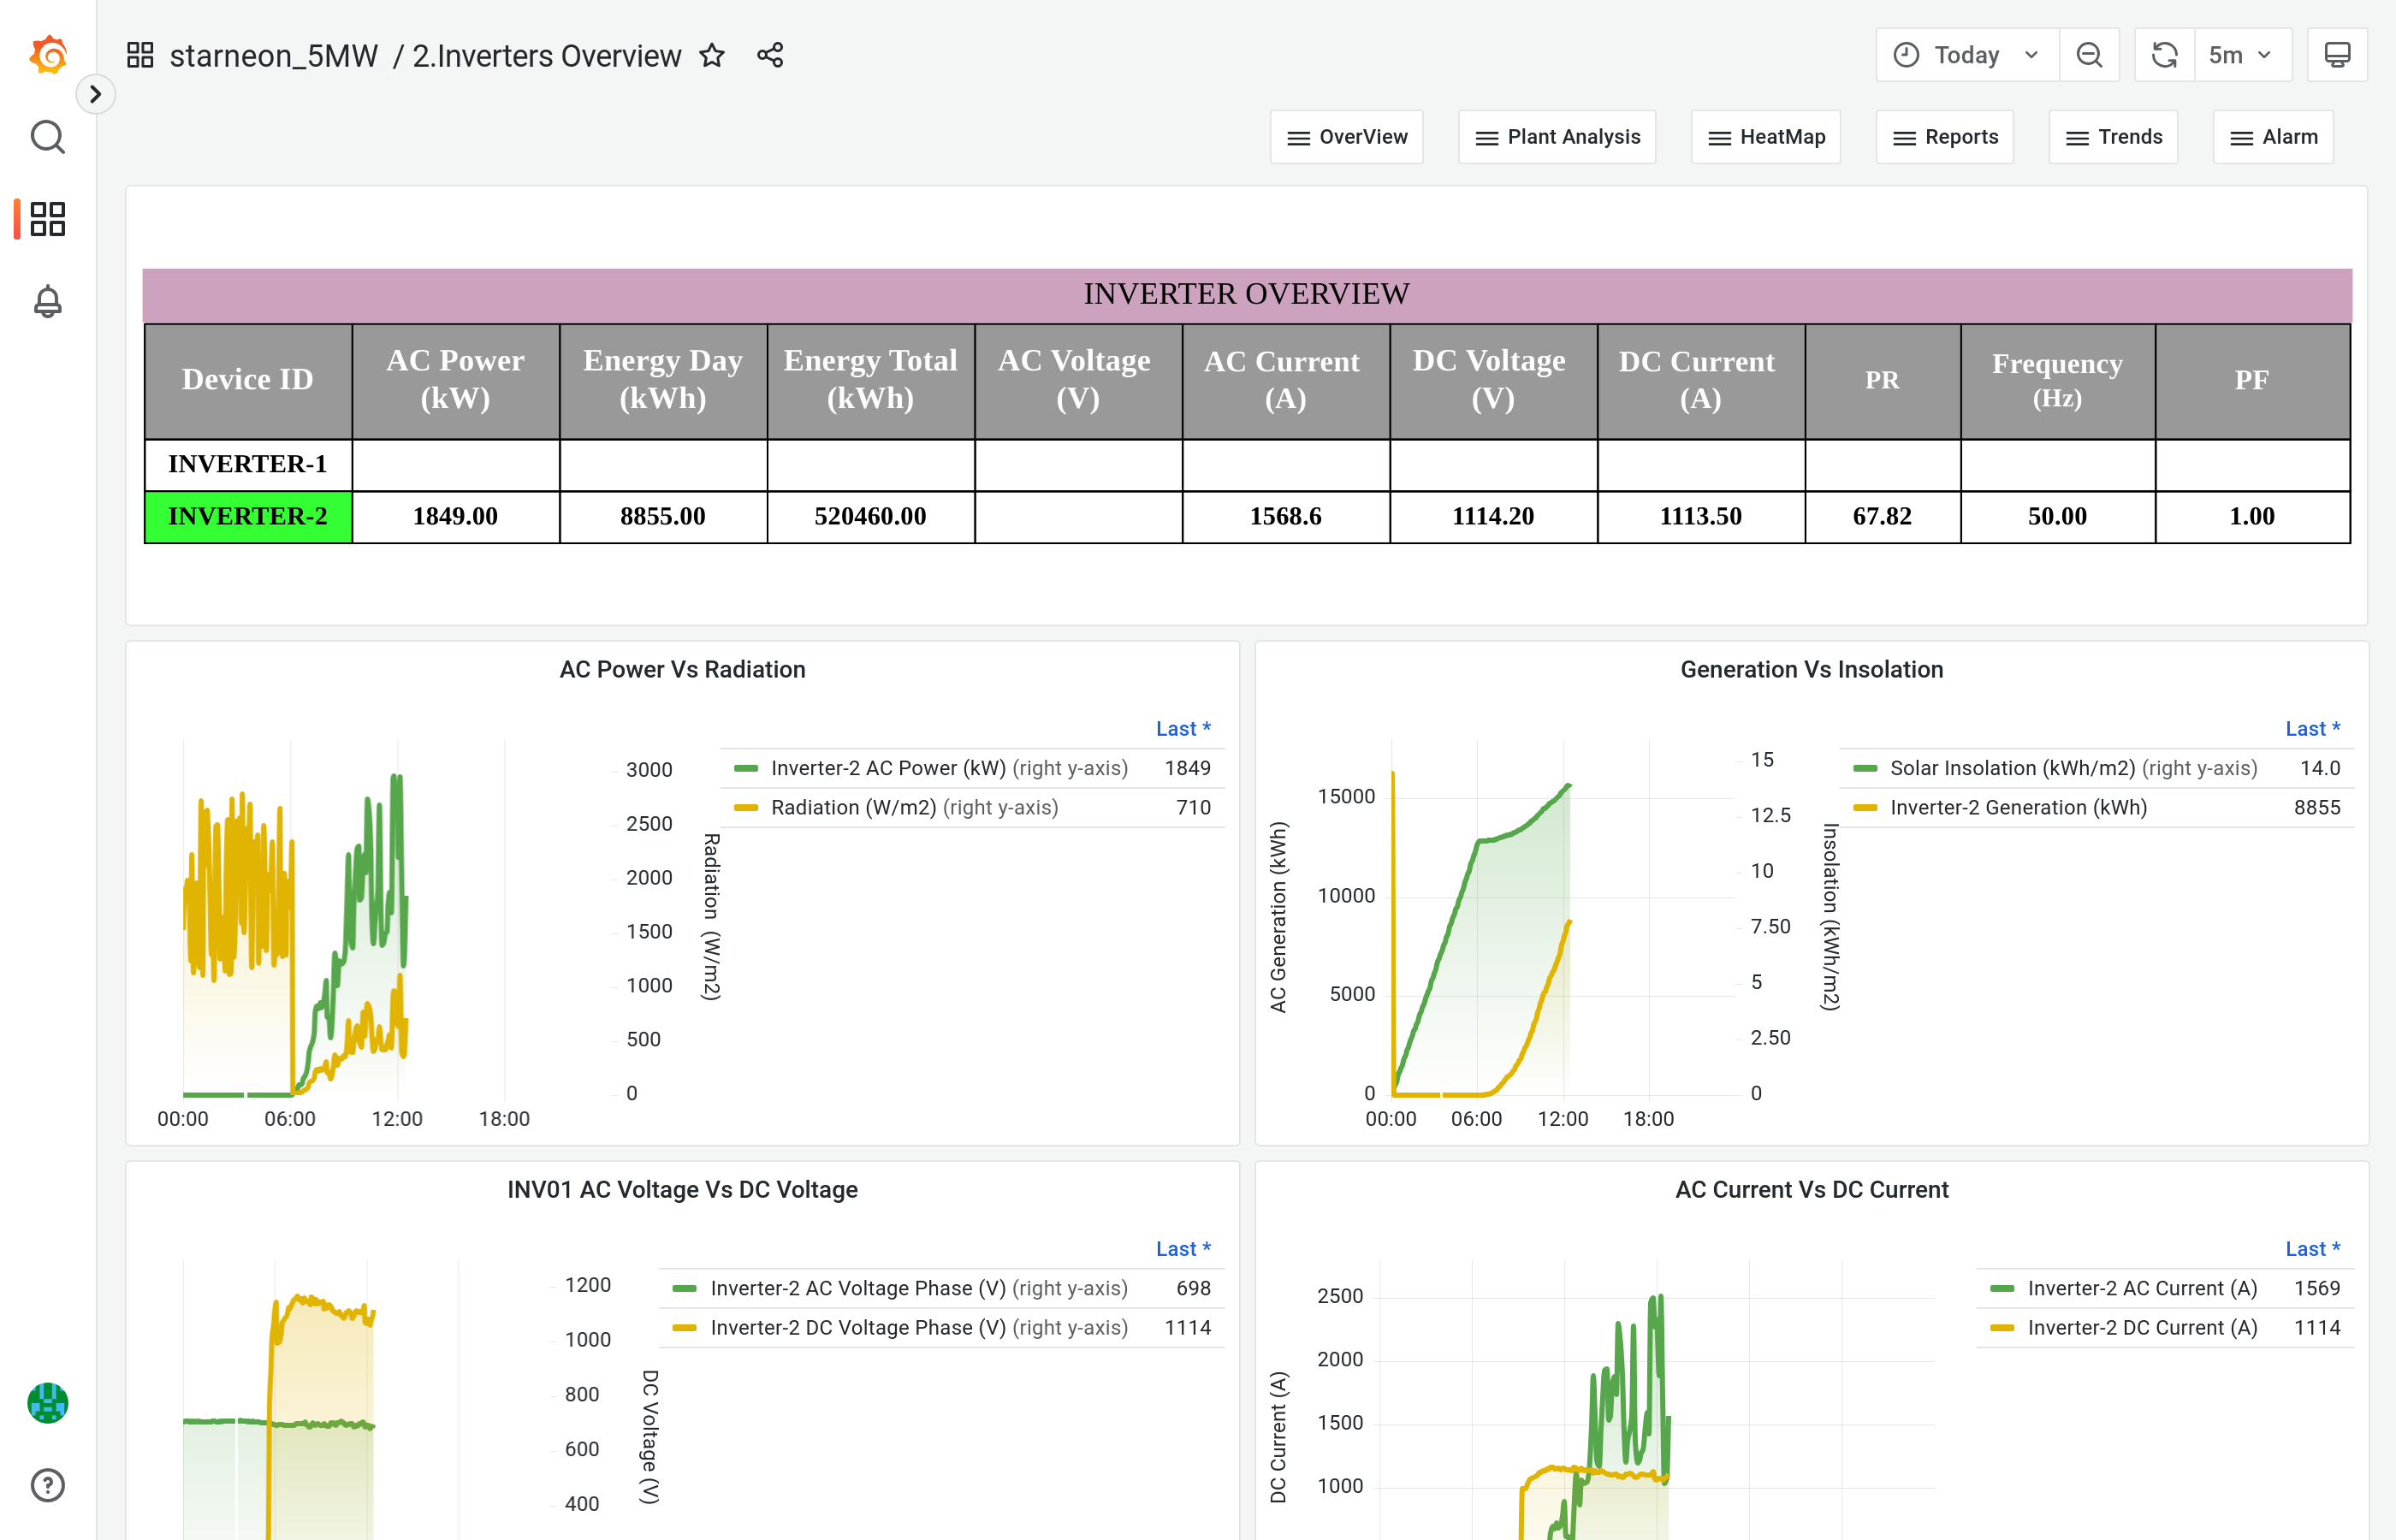 starneon_5MW / 2.Inverters Overview
Today
5m
OverView
Plant Analysis
HeatMap
Reports
Trends
Alarm
INVERTER OVERVIEW
Device ID AC Power (kW) Energy Day (kWh) Energy Total (kWh) AC Voltage (V) AC Current (A) DC Voltage (V) DC Current (A) PR Frequency (Hz) PF
INVERTER-1
INVERTER-2 1849.00 8855.00 520460.00 1568.6 1114.20 1113.50 67.82 50.00 1.00
AC Power Vs Radiation
Last *
Inverter-2 AC Power (kW) (right y-axis) 1849
Radiation (W/m2) (right y-axis) 710
3000
2500
2000
1500
1000
500
0
Radiation (W/m2)
00:00 06:00 12:00 18:00
Generation Vs Insolation
Last *
Solar Insolation (kWh/m2) (right y-axis) 14.0
Inverter-2 Generation (kWh) 8855
AC Generation (kWh)
15000
10000
5000
0
15
12.5
10
7.50
5
2.50
0
Insolation (kWh/m2)
00:00 06:00 12:00 18:00
INV01 AC Voltage Vs DC Voltage
Last *
Inverter-2 AC Voltage Phase (V) (right y-axis) 698
Inverter-2 DC Voltage Phase (V) (right y-axis) 1114
1200
1000
800
600
400
DC Voltage (V)
AC Current Vs DC Current
Last *
Inverter-2 AC Current (A) 1569
Inverter-2 DC Current (A) 1114
DC Current (A)
2500
2000
1500
1000